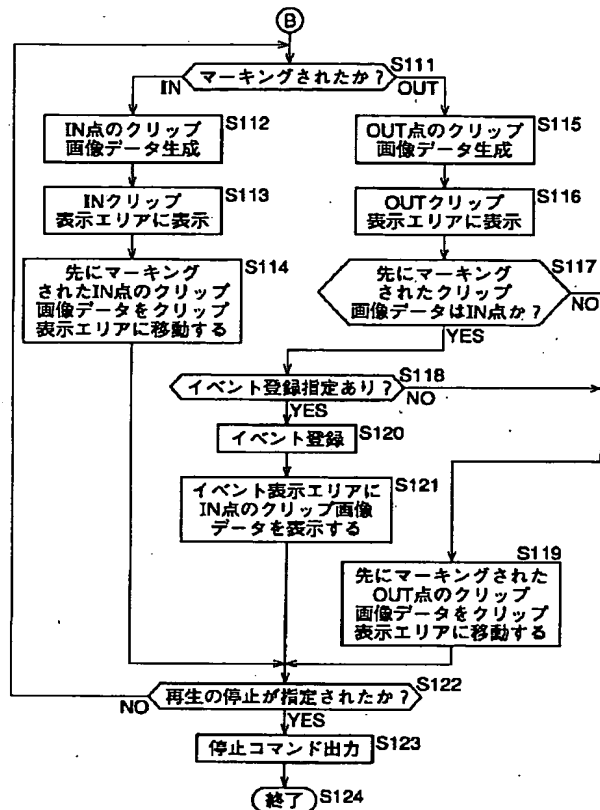 B
マーキングされたか?
S111
IN
OUT
IN点のクリップ
画像データ生成
S112
INクリップ
表示エリアに表示
S113
先にマーキング
されたIN点のクリップ
画像データをクリップ
表示エリアに移動する
S114
OUT点のクリップ
画像データ生成
S115
OUTクリップ
表示エリアに表示
S116
先にマーキング
されたクリップ
画像データはIN点か?
S117
NO
YES
イベント登録指定あり?
S118
NO
YES
イベント登録
S120
イベント表示エリアに
IN点のクリップ画像
データを表示する
S121
S119
先にマーキングされた
OUT点のクリップ
画像データをクリップ
表示エリアに移動する
再生の停止が指定されたか?
S122
NO
YES
停止コマンド出力
S123
終了
S124